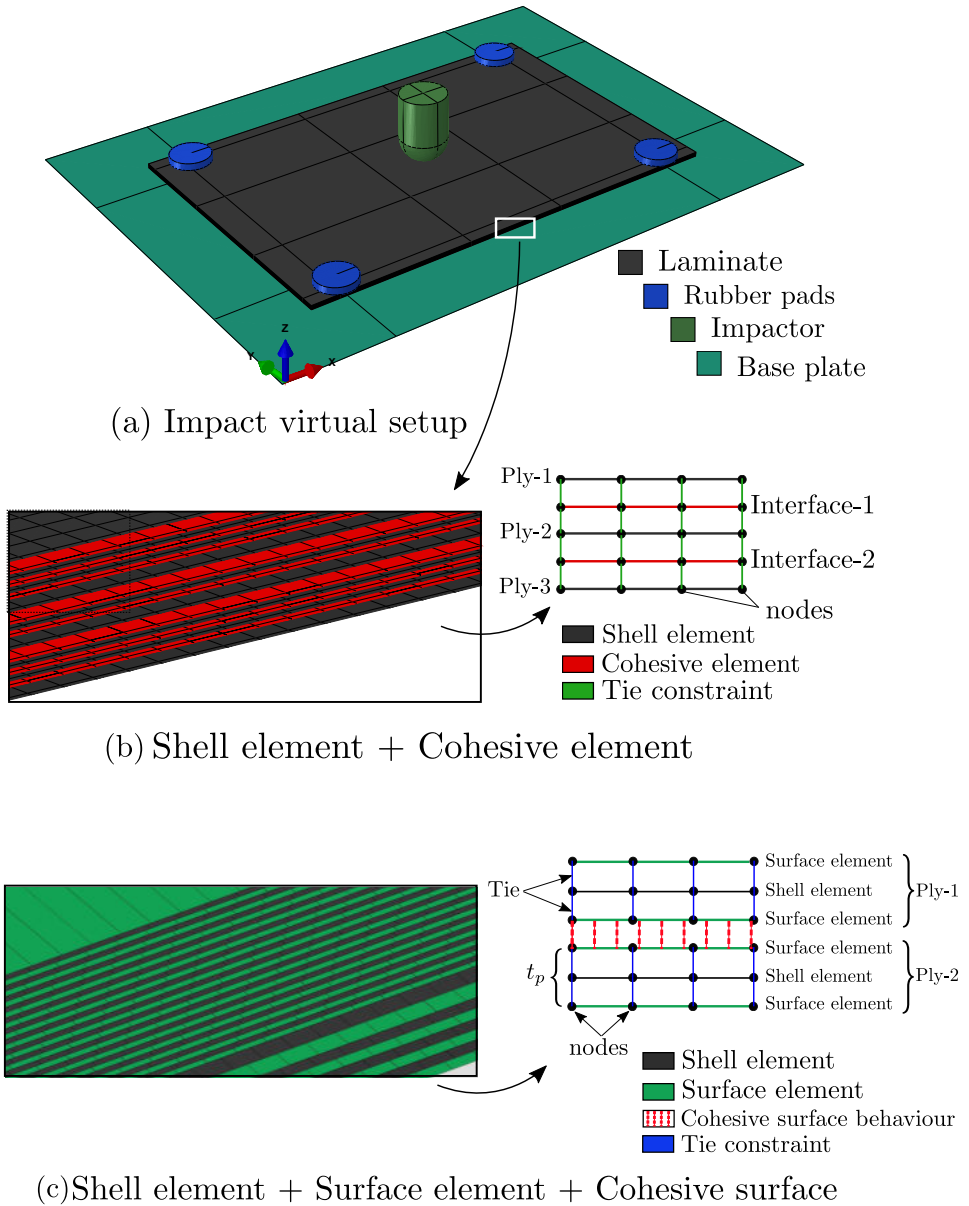 Z
Y
X
Laminate
Rubber pads
Impactor
Base plate
(a) Impact virtual setup
Ply-1
Interface-1
Ply-2
Interface-2
Ply-3
nodes
Shell element
Cohesive element
Tie constraint
(b) Shell element + Cohesive element
Surface element
Tie
Shell element
Ply-1
Surface element
Surface element
tₚ
Shell element
Ply-2
Surface element
nodes
Shell element
Surface element
Cohesive surface behaviour
Tie constraint
(c)Shell element + Surface element + Cohesive surface